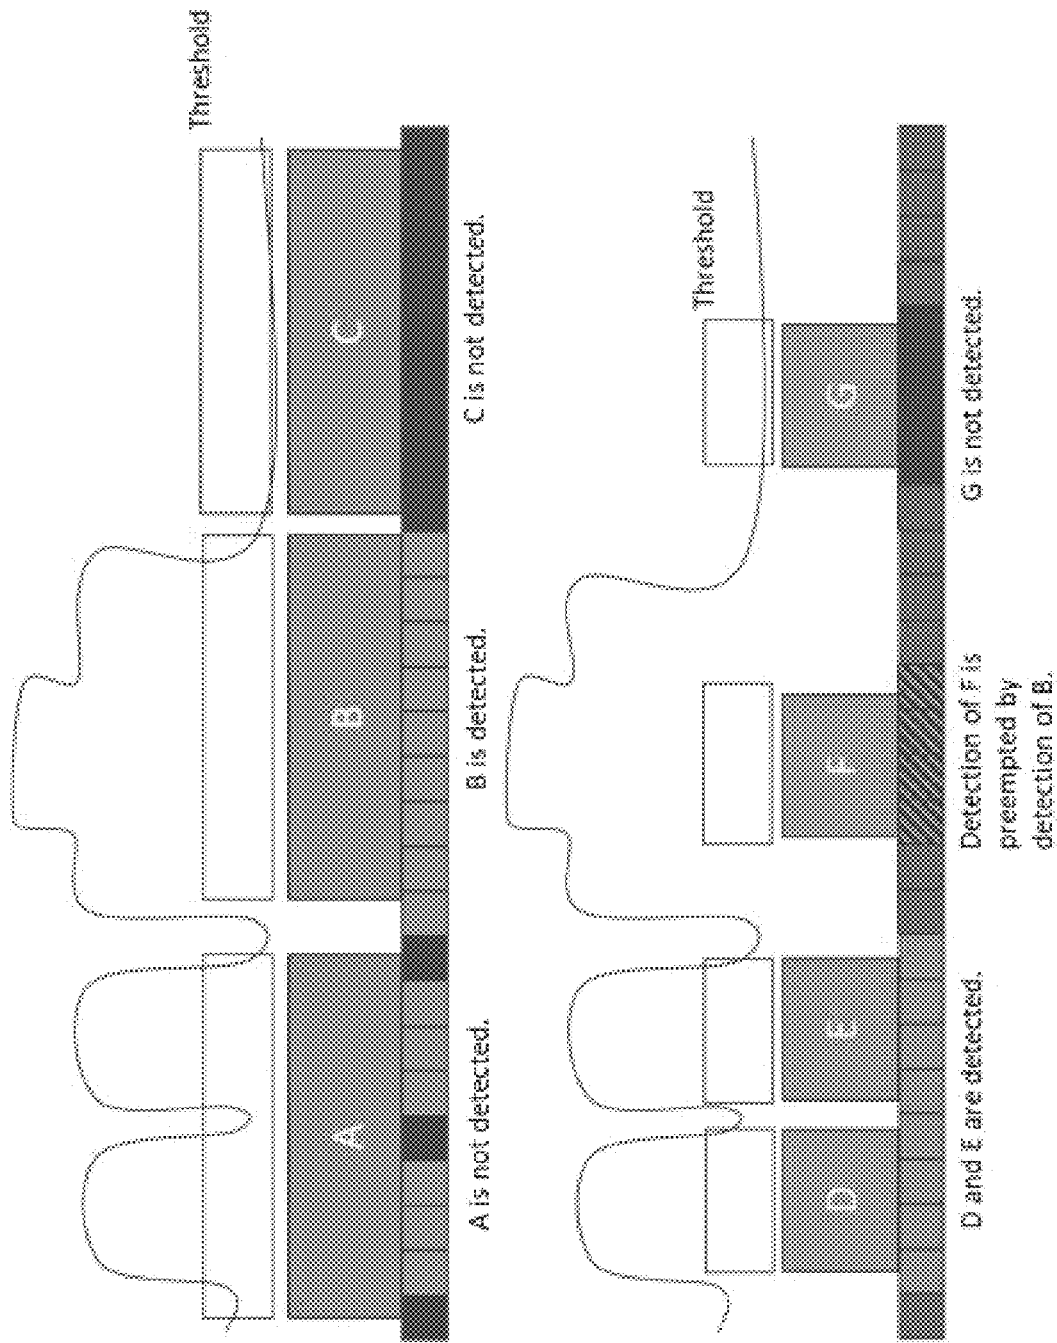 Threshold
A
B
C
A is not detected.
B is detected.
C is not detected.
Threshold
D
E
F
G
D and E are detected.
Detection of F is
preempted by
detection of B.
G is not detected.